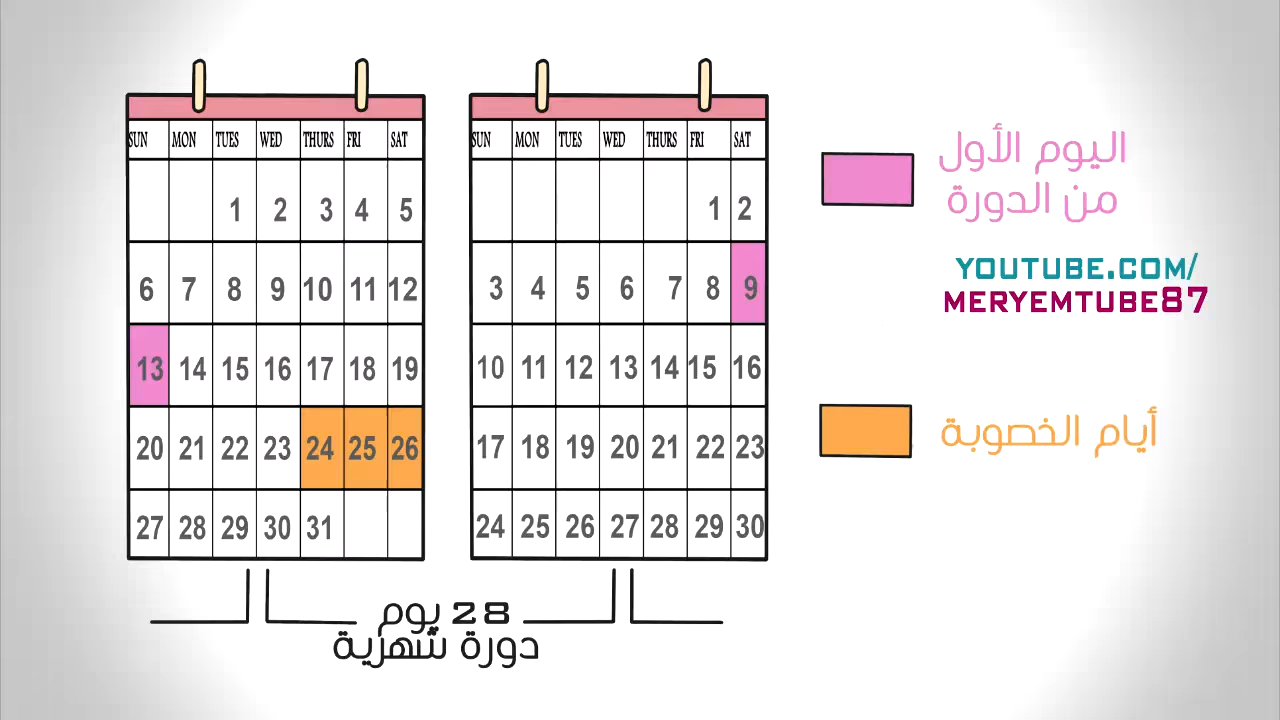 SUN MON TUES WED THURS FRI SAT
1 2 3 4 5
6 7 8 9 10 11 12
13 14 15 16 17 18 19
20 21 22 23 24 25 26
27 28 29 30 31
SUN MON TUES WED THURS FRI SAT
1 2
3 4 5 6 7 8 9
10 11 12 13 14 15 16
17 18 19 20 21 22 23
24 25 26 27 28 29 30
اليوم الأول
من الدورة
YOUTUBE.COM/
MERYEMTUBE87
أيام الخصوبة
28 يوم
دورة شهرية